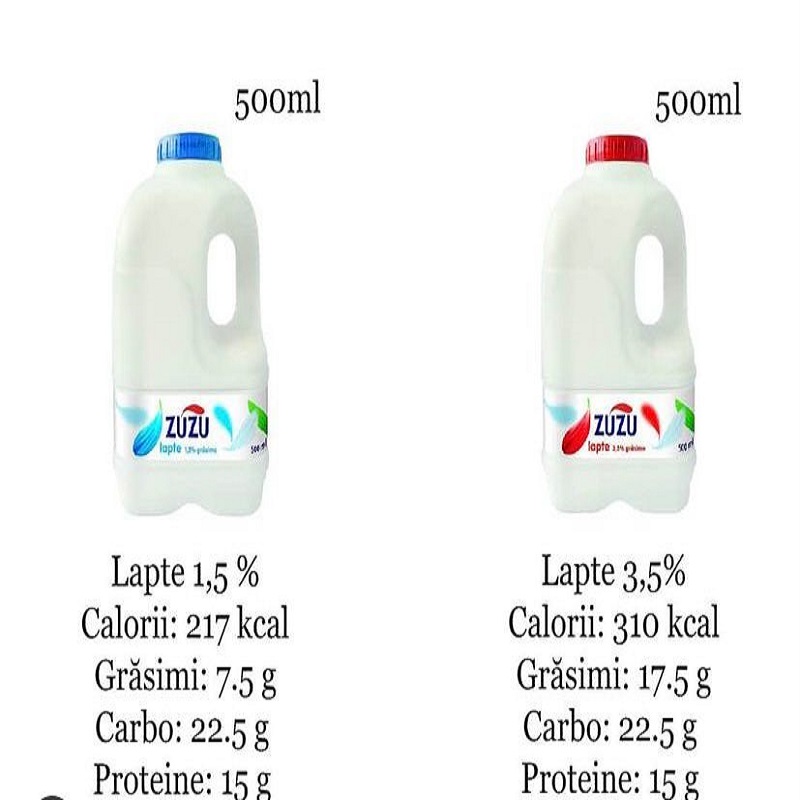 500ml
500ml
ZUZU
lapte 1,5% grăsime
500 ml
ZUZU
lapte 3,5% grăsime
500 ml
Lapte 1,5 %
Calorii: 217 kcal
Grăsimi: 7.5 g
Carbo: 22.5 g
Proteine: 15 g
Lapte 3,5%
Calorii: 310 kcal
Grăsimi: 17.5 g
Carbo: 22.5 g
Proteine: 15 g